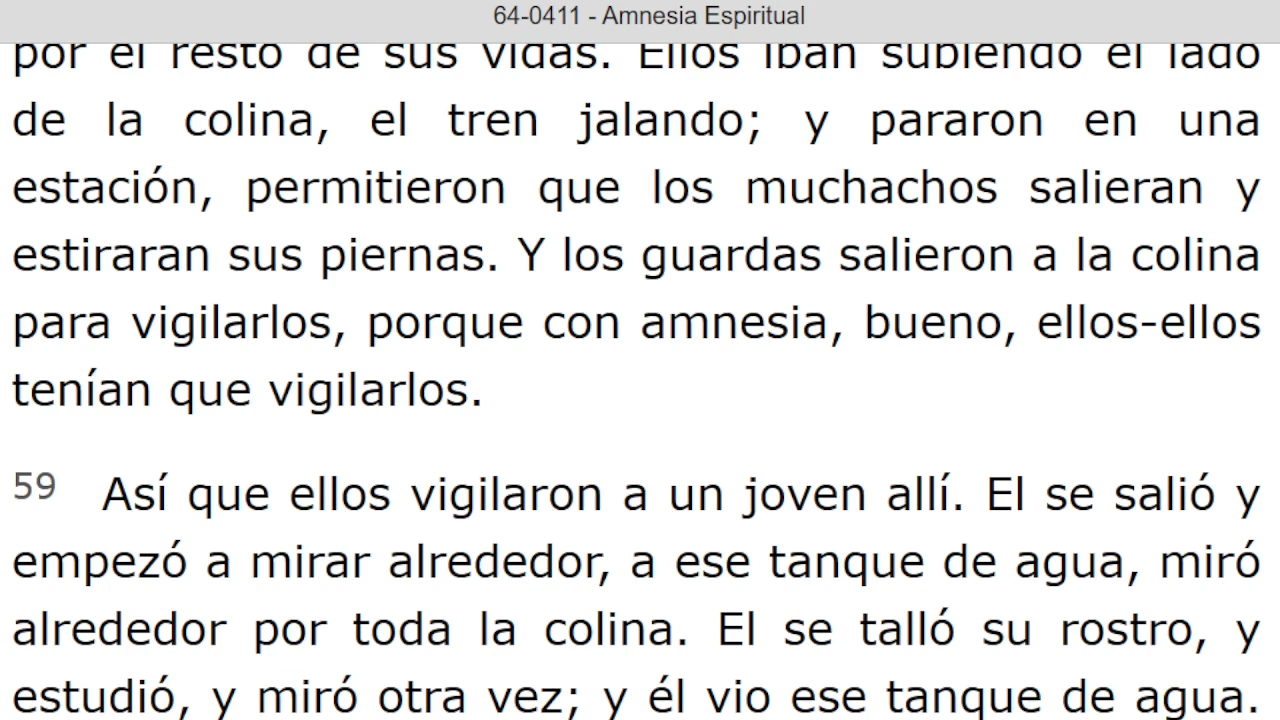 64-0411 - Amnesia Espiritual
por el resto de sus vidas. Ellos iban subiendo el lado
de la colina, el tren jalando; y pararon en una
estación, permitieron que los muchachos salieran y
estiraran sus piernas. Y los guardas salieron a la colina
para vigilarlos, porque con amnesia, bueno, ellos-ellos
tenían que vigilarlos.
59 Así que ellos vigilaron a un joven allí. El se salió y
empezó a mirar alrededor, a ese tanque de agua, miró
alrededor por toda la colina. El se talló su rostro, y
estudió, y miró otra vez; y él vio ese tanque de agua.